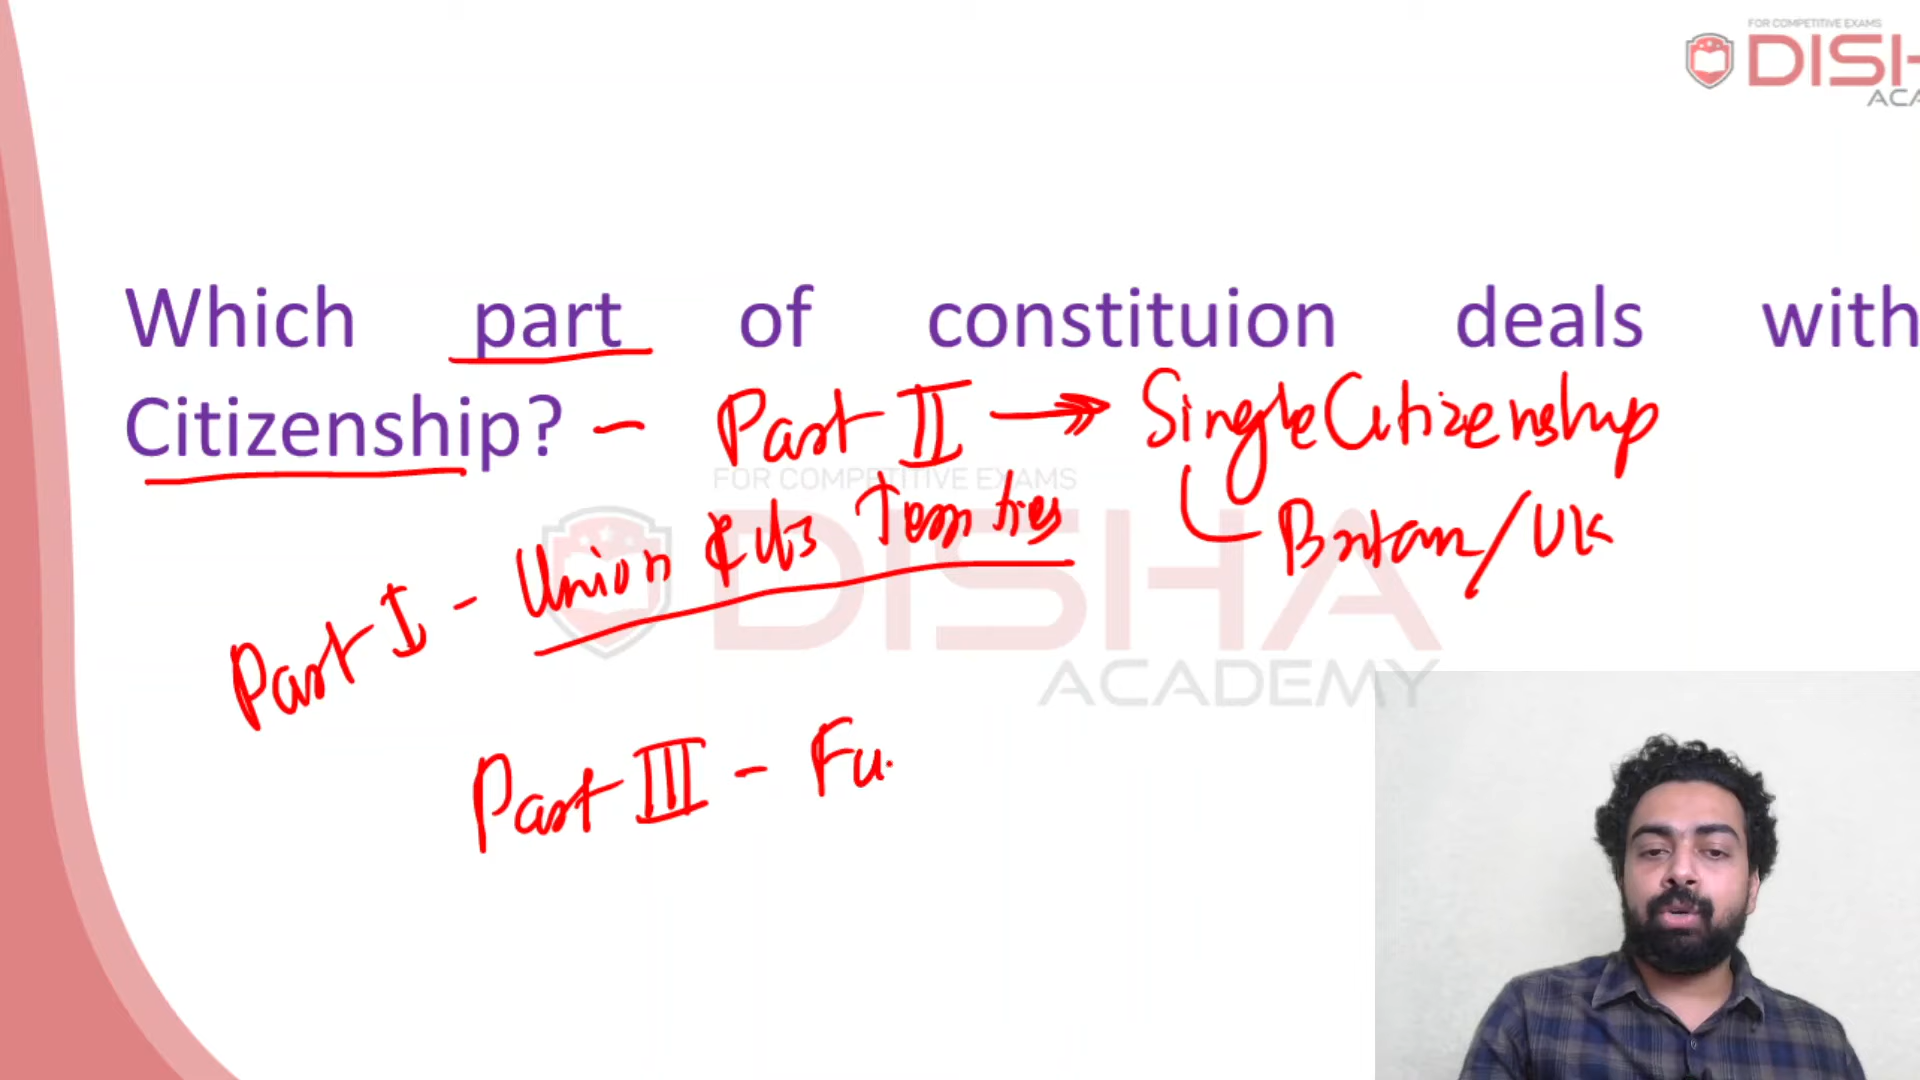 FOR COMPETITIVE EXAMS
DISH
ACA
Which part of constituion deals with
Citizenship? - Part II → Single Citizenship
FOR COMPETITIVE EXAMS
Britain/UK
Part I - Union & its Territories
DISHA
ACADEMY
Part III - Fu